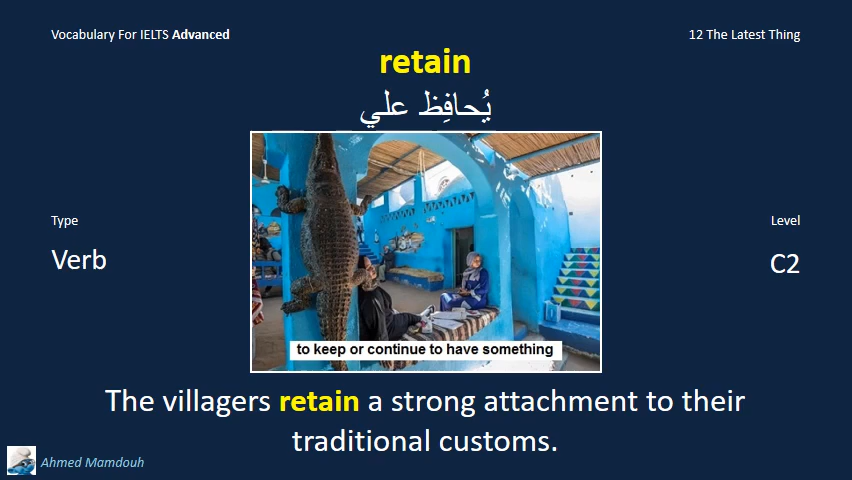 Vocabulary For IELTS Advanced
12 The Latest Thing
retain
يُحافِظ علي
Type
Level
Verb
C2
to keep or continue to have something
The villagers retain a strong attachment to their
traditional customs.
Ahmed Mamdouh